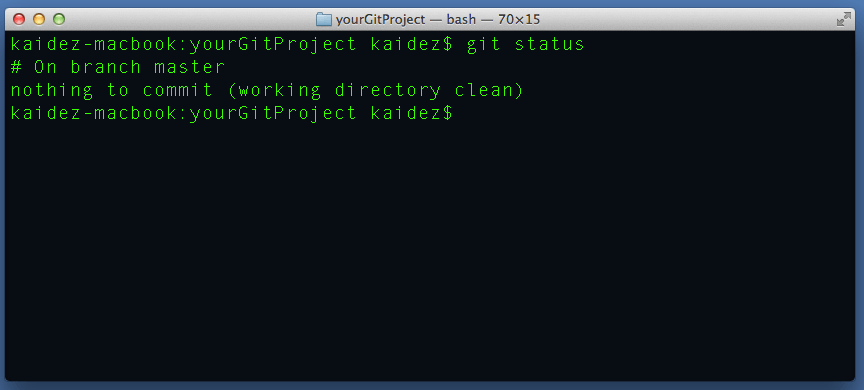 yourGitProject — bash — 70×15
kaidez-macbook:yourGitProject kaidez$ git status
# On branch master
nothing to commit (working directory clean)
kaidez-macbook:yourGitProject kaidez$